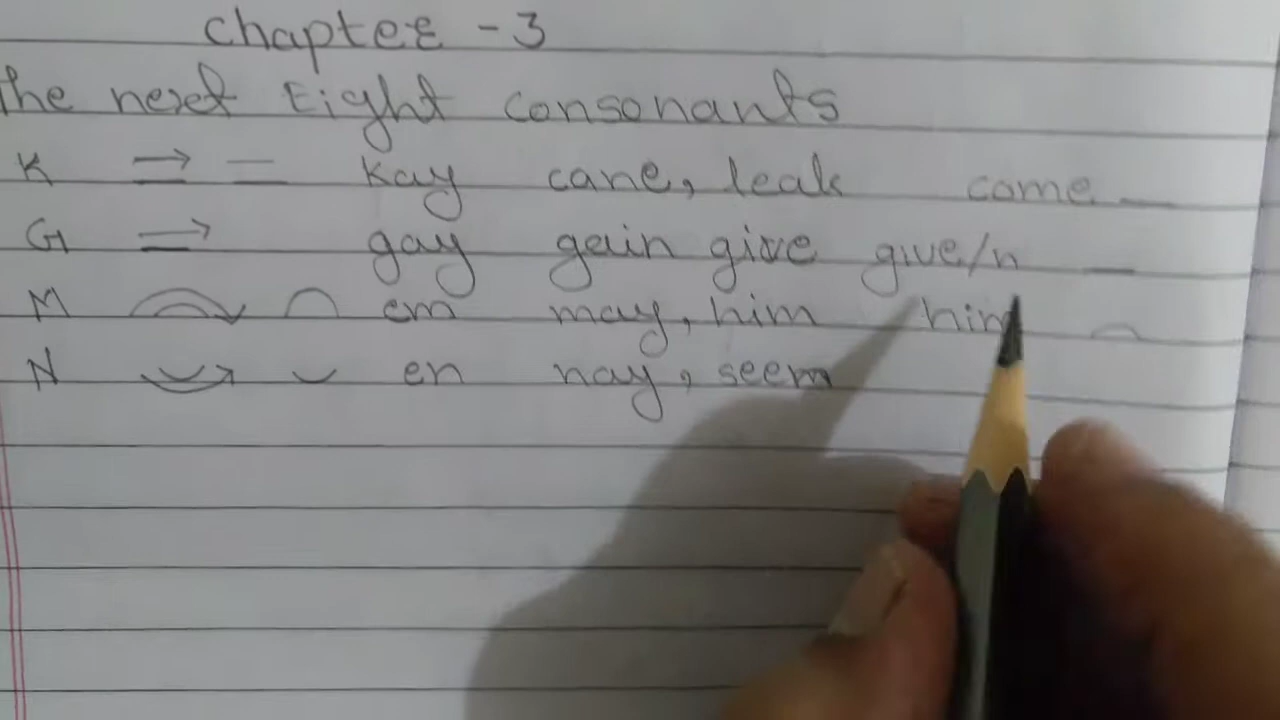 Chapter - 3
The next Eight Consonants
K Kay cane, leak come
G gay gain give give/n
M em may, him him
N en nay, seem